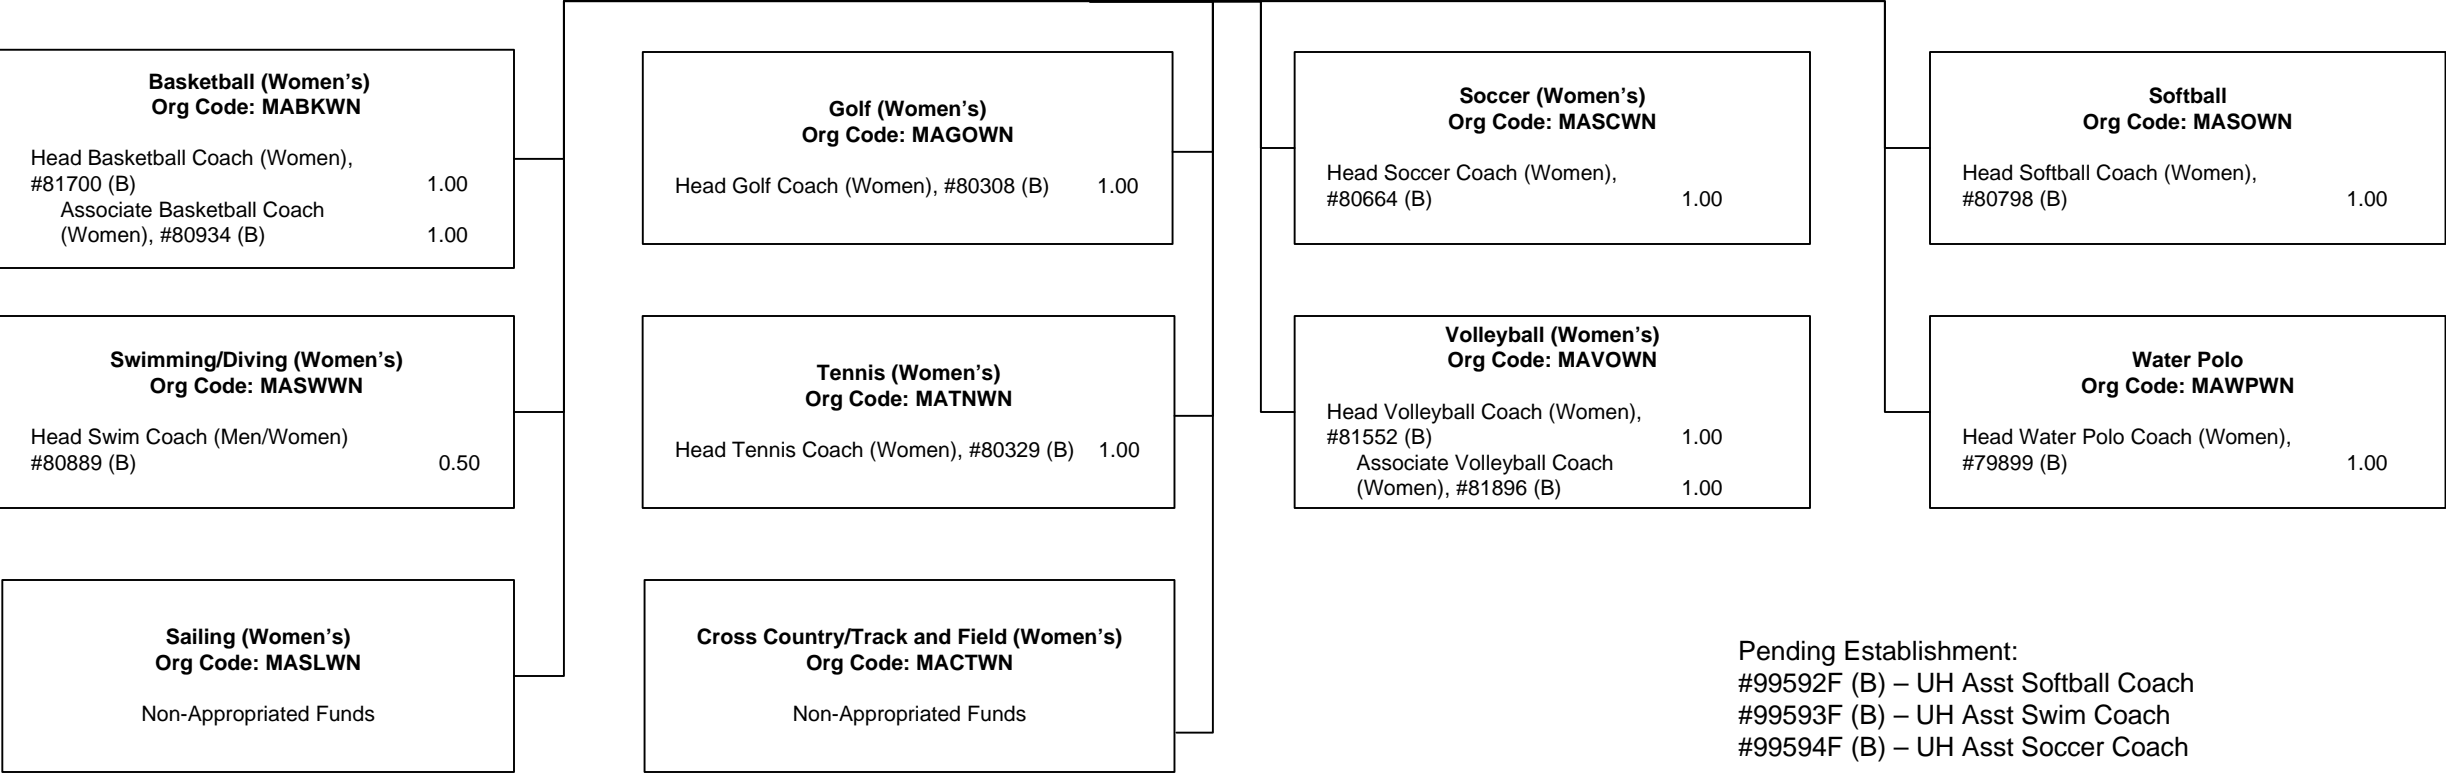 Basketball (Women’s)
Org Code: MABKWN
Head Basketball Coach (Women),
#81700 (B) 1.00
Associate Basketball Coach
(Women), #80934 (B) 1.00
Golf (Women’s)
Org Code: MAGOWN
Head Golf Coach (Women), #80308 (B) 1.00
Soccer (Women’s)
Org Code: MASCWN
Head Soccer Coach (Women),
#80664 (B) 1.00
Softball
Org Code: MASOWN
Head Softball Coach (Women),
#80798 (B) 1.00
Swimming/Diving (Women’s)
Org Code: MASWWN
Head Swim Coach (Men/Women)
#80889 (B) 0.50
Tennis (Women’s)
Org Code: MATNWN
Head Tennis Coach (Women), #80329 (B) 1.00
Volleyball (Women’s)
Org Code: MAVOWN
Head Volleyball Coach (Women),
#81552 (B) 1.00
Associate Volleyball Coach
(Women), #81896 (B) 1.00
Water Polo
Org Code: MAWPWN
Head Water Polo Coach (Women),
#79899 (B) 1.00
Sailing (Women’s)
Org Code: MASLWN
Non-Appropriated Funds
Cross Country/Track and Field (Women’s)
Org Code: MACTWN
Non-Appropriated Funds
Pending Establishment:
#99592F (B) – UH Asst Softball Coach
#99593F (B) – UH Asst Swim Coach
#99594F (B) – UH Asst Soccer Coach